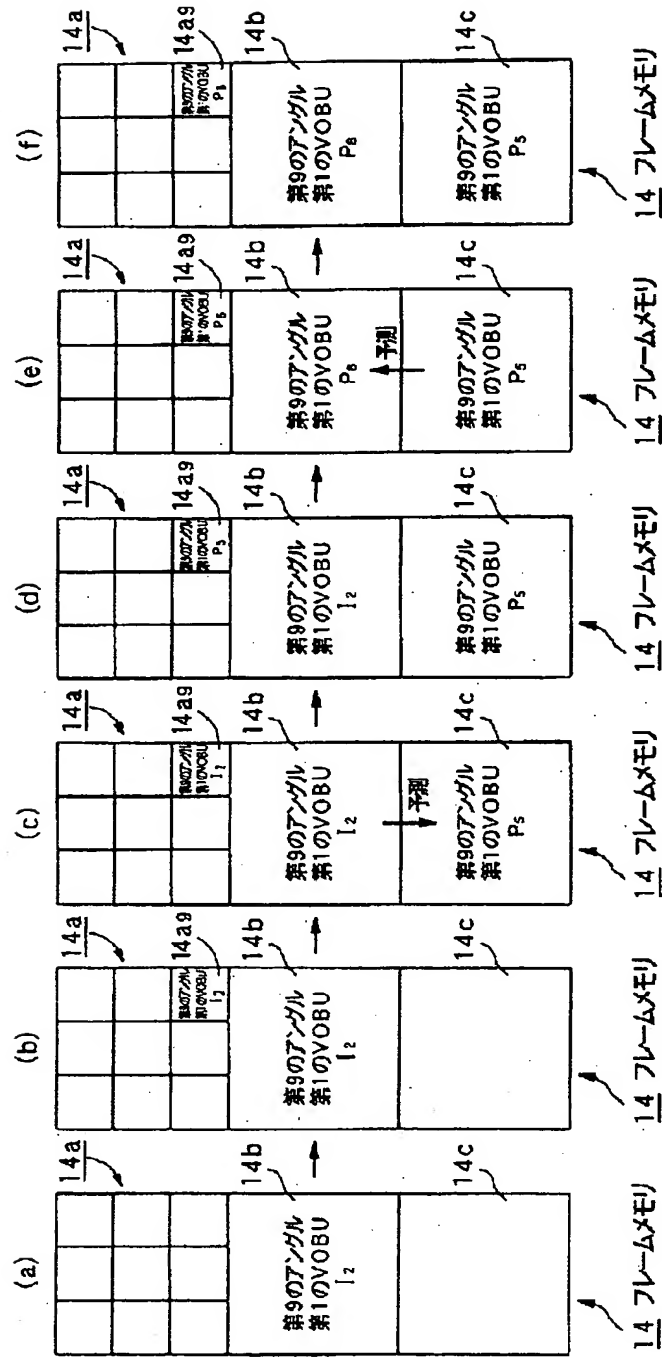 (a)
14a
14b
第9のアングル
第1のVOBU
I2
14c
14 フレームメモリ
(b)
14a
第9のアングル
第1のVOBU
I2
14a9
14b
第9のアングル
第1のVOBU
I2
14c
14 フレームメモリ
(c)
14a
第9のアングル
第1のVOBU
I2
14a9
14b
第9のアングル
第1のVOBU
I2
予測
14c
第9のアングル
第1のVOBU
P5
14 フレームメモリ
(d)
14a
第9のアングル
第1のVOBU
P5
14a9
14b
第9のアングル
第1のVOBU
I2
14c
第9のアングル
第1のVOBU
P5
14 フレームメモリ
(e)
14a
第9のアングル
第1のVOBU
P5
14a9
14b
第9のアングル
第1のVOBU
P8
予測
14c
第9のアングル
第1のVOBU
P5
14 フレームメモリ
(f)
14a
第9のアングル
第1のVOBU
P8
14a9
14b
第9のアングル
第1のVOBU
P8
14c
第9のアングル
第1のVOBU
P5
14 フレームメモリ